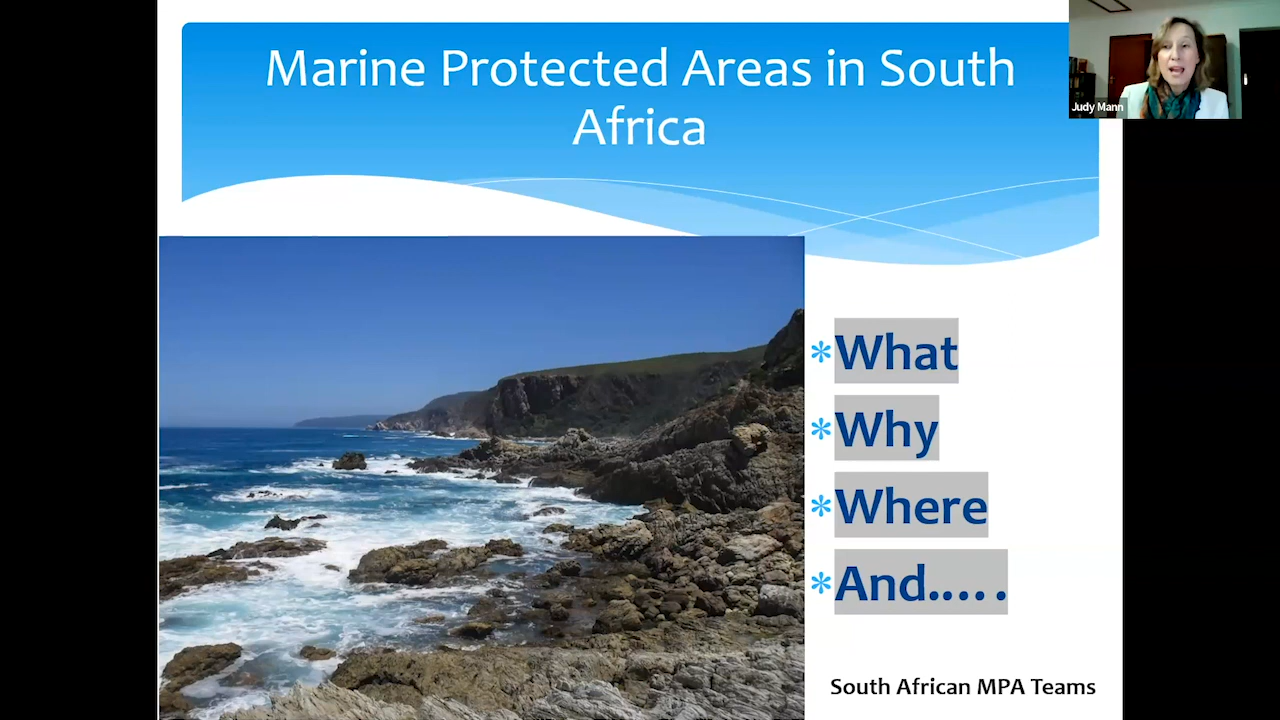 Marine Protected Areas in South
Africa
Judy Mann
*What
*Why
*Where
*And…..
South African MPA Teams